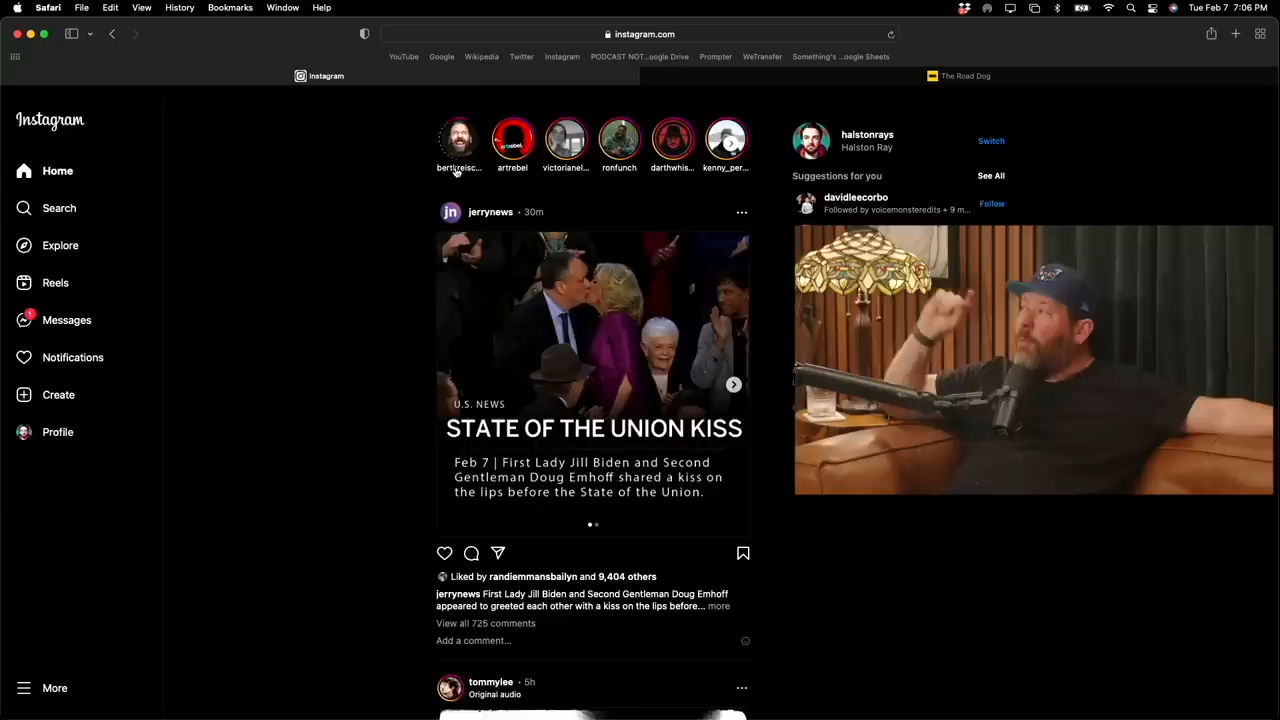 Safari File Edit View History Bookmarks Window Help
Tue Feb 7 7:06 PM
instagram.com
YouTube Google Wikipedia Twitter Instagram PODCAST NOT...oogle Drive Prompter WeTransfer Something's ...oogle Sheets
Instagram
The Road Dog
Instagram
Home
Search
Explore
Reels
1
Messages
Notifications
Create
Profile
More
bertkreisc... artrebel victorianel... ronfunch darthwhis... kenny_per...
artrebel.
jn
jerrynews • 30m
U.S. NEWS
STATE OF THE UNION KISS
Feb 7 | First Lady Jill Biden and Second
Gentleman Doug Emhoff shared a kiss on
the lips before the State of the Union.
Liked by randiemmansbailyn and 9,404 others
jerrynews First Lady Jill Biden and Second Gentleman Doug Emhoff
appeared to greeted each other with a kiss on the lips before... more
View all 725 comments
Add a comment...
tommylee • 5h
Original audio
halstonrays
Halston Ray
Switch
Suggestions for you
See All
davidleecorbo
Followed by voicemonsteredits + 9 m...
Follow